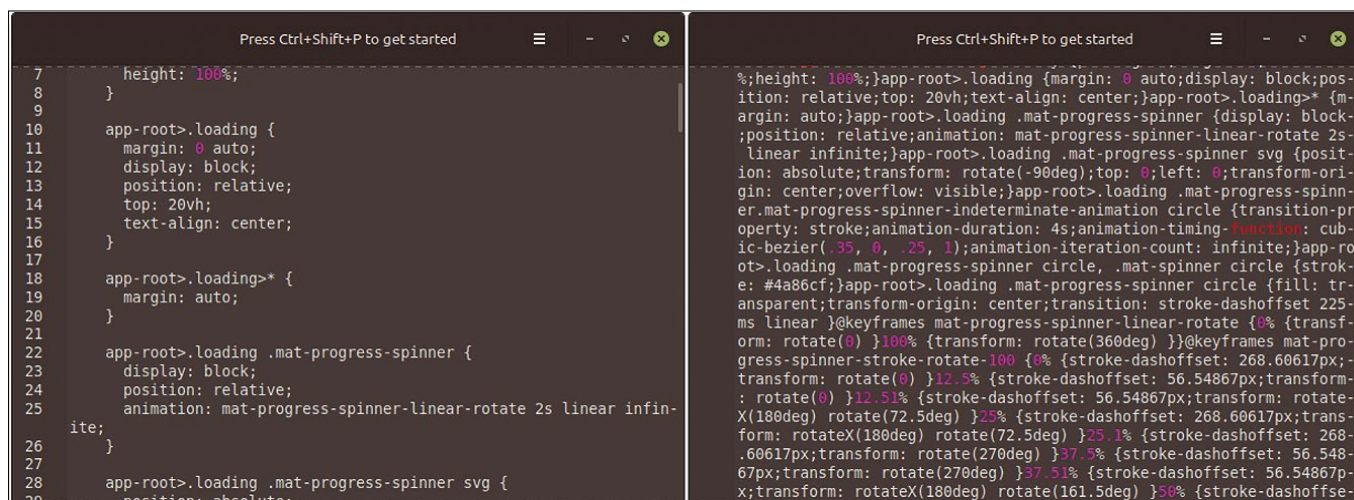 Press Ctrl+Shift+P to get started
7 height: 100%;
8 }
9
10 app-root>.loading {
11 margin: 0 auto;
12 display: block;
13 position: relative;
14 top: 20vh;
15 text-align: center;
16 }
17
18 app-root>.loading>* {
19 margin: auto;
20 }
21
22 app-root>.loading .mat-progress-spinner {
23 display: block;
24 position: relative;
25 animation: mat-progress-spinner-linear-rotate 2s linear infin-
ite;
26 }
27
28 app-root>.loading .mat-progress-spinner svg {
position: absolute;
Press Ctrl+Shift+P to get started
%;height: 100%;}app-root>.loading {margin: 0 auto;display: block;pos-
ition: relative;top: 20vh;text-align: center;}app-root>.loading>* {m-
argin: auto;}app-root>.loading .mat-progress-spinner {display: block-
;position: relative;animation: mat-progress-spinner-linear-rotate 2s-
 linear infinite;}app-root>.loading .mat-progress-spinner svg {posit-
ion: absolute;transform: rotate(-90deg);top: 0;left: 0;transform-ori-
gin: center;overflow: visible;}app-root>.loading .mat-progress-spinn-
er.mat-progress-spinner-indeterminate-animation circle {transition-pr
operty: stroke;animation-duration: 4s;animation-timing-function: cub-
ic-bezier(.35, 0, .25, 1);animation-iteration-count: infinite;}app-ro
ot>.loading .mat-progress-spinner circle, .mat-spinner circle {strok-
e: #4a86cf;}app-root>.loading .mat-progress-spinner circle {fill: tr-
ansparent;transform-origin: center;transition: stroke-dashoffset 225-
ms linear }@keyframes mat-progress-spinner-linear-rotate {0% {transf-
orm: rotate(0) }100% {transform: rotate(360deg) }}@keyframes mat-pro-
gress-spinner-stroke-rotate-100 {0% {stroke-dashoffset: 268.60617px;-
transform: rotate(0) }12.5% {stroke-dashoffset: 56.54867px;transform-
: rotate(0) }12.51% {stroke-dashoffset: 56.54867px;transform: rotate-
X(180deg) rotate(72.5deg) }25% {stroke-dashoffset: 268.60617px;trans-
form: rotateX(180deg) rotate(72.5deg) }25.1% {stroke-dashoffset: 268-
.60617px;transform: rotate(270deg) }37.5% {stroke-dashoffset: 56.548-
67px;transform: rotate(270deg) }37.51% {stroke-dashoffset: 56.54867p-
x;transform: rotateX(180deg) rotate(161.5deg) }50% {stroke-dashoffse-